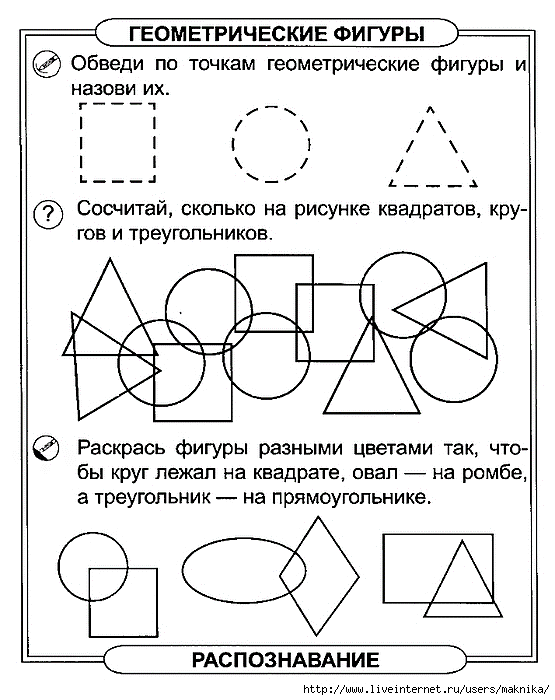 ГЕОМЕТРИЧЕСКИЕ ФИГУРЫ
Обведи по точкам геометрические фигуры и
назови их.
?
Сосчитай, сколько на рисунке квадратов, кру-
гов и треугольников.
Раскрась фигуры разными цветами так, что-
бы круг лежал на квадрате, овал — на ромбе,
а треугольник — на прямоугольнике.
РАСПОЗНАВАНИЕ
http://www.liveinternet.ru/users/maknika/